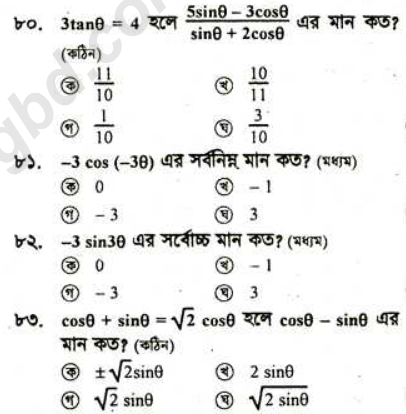 ৮০. 3tanθ = 4 হলে (5sinθ − 3cosθ)/(sinθ + 2cosθ) এর মান কত?
(কঠিন)
ক 11/10 খ 10/11
গ 1/10 ঘ 3/10
৮১. −3 cos (−3θ) এর সর্বনিম্ন মান কত? (মধ্যম)
ক 0 খ − 1
গ − 3 ঘ 3
৮২. −3 sin3θ এর সর্বোচ্চ মান কত? (মধ্যম)
ক 0 খ − 1
গ − 3 ঘ 3
৮৩. cosθ + sinθ = √2 cosθ হলে cosθ − sinθ এর
মান কত? (কঠিন)
ক ± √2sinθ খ 2 sinθ
গ √2 sinθ ঘ √(2 sinθ)
gbd.com